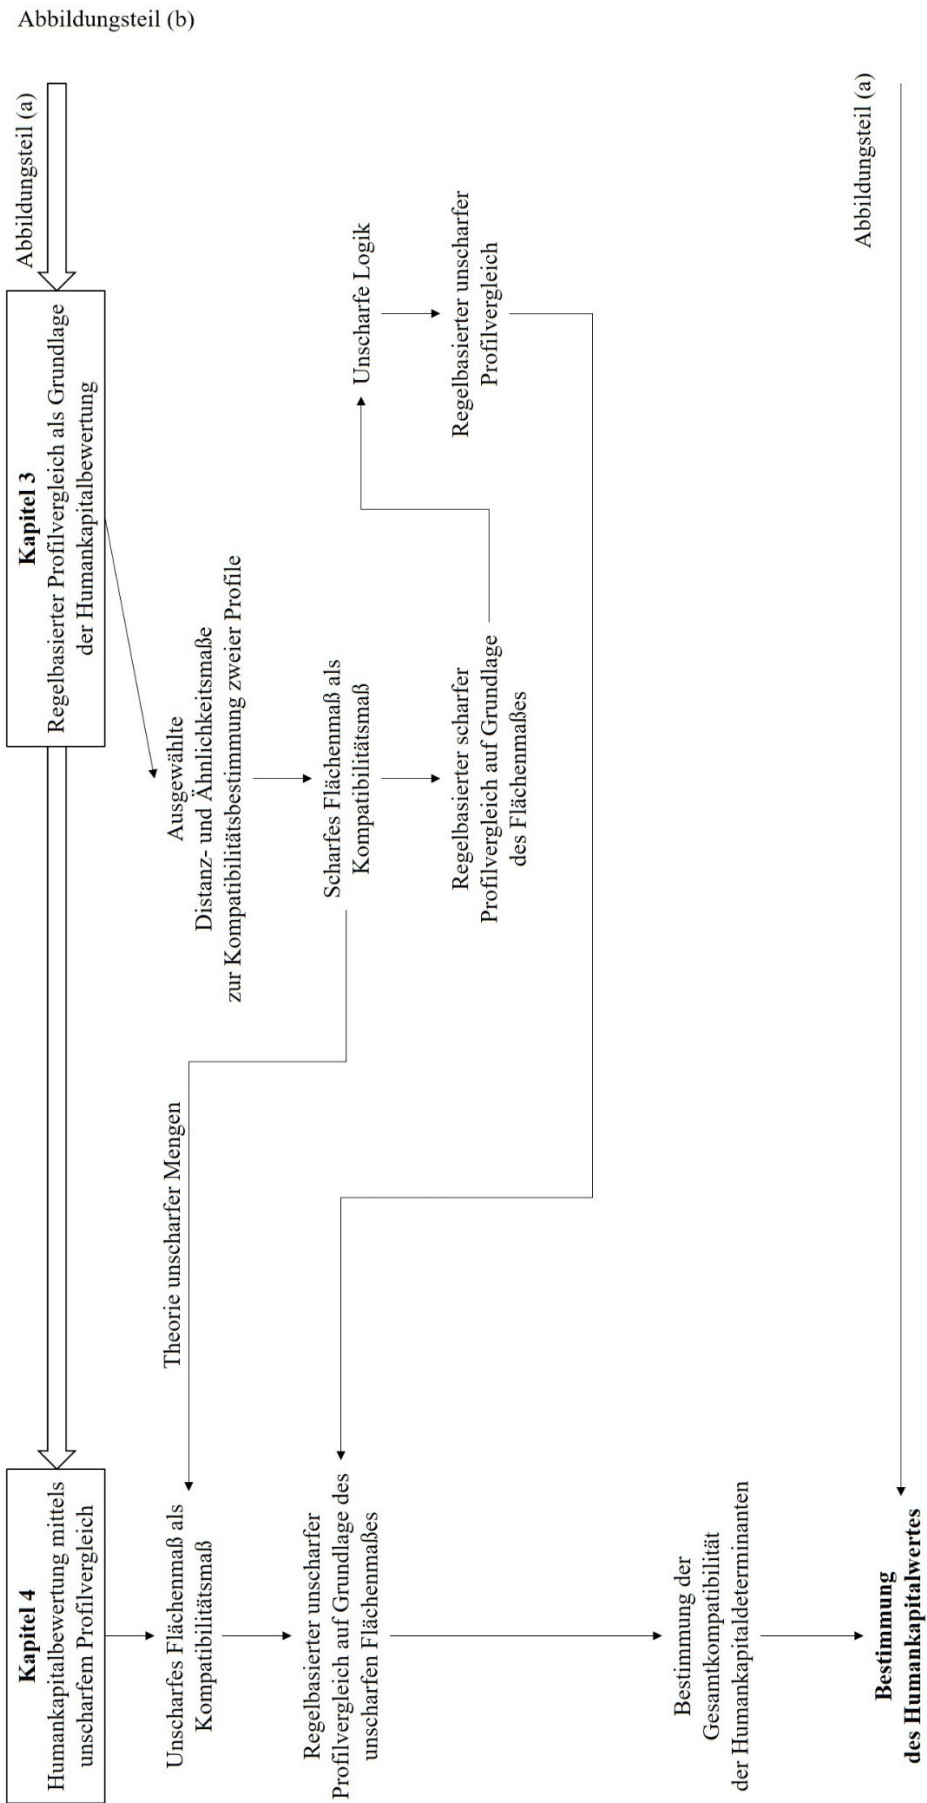 Abbildungsteil (b)
Abbildungsteil (a)
Kapitel 3
Regelbasierter Profilvergleich als Grundlage
der Humankapitalbewertung
Ausgewählte
Distanz- und Ähnlichkeitsmaße
zur Kompatibilitätsbestimmung zweier Profile
Scharfes Flächenmaß als
Kompatibilitätsmaß
Regelbasierter scharfer
Profilvergleich auf Grundlage
des Flächenmaßes
Unscharfe Logik
Regelbasierter unscharfer
Profilvergleich
Theorie unscharfer Mengen
Kapitel 4
Humankapitalbewertung mittels
unscharfem Profilvergleich
Unscharfes Flächenmaß als
Kompatibilitätsmaß
Regelbasierter unscharfer
Profilvergleich auf Grundlage des
unscharfen Flächenmaßes
Bestimmung der
Gesamtkompatibilität
der Humankapitaldeterminanten
Abbildungsteil (a)
Bestimmung
des Humankapitalwertes